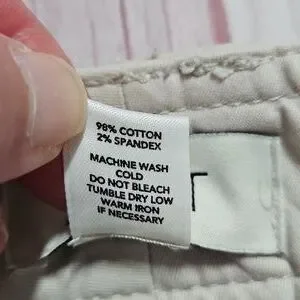 98% COTTON
2% SPANDEX
MACHINE WASH
COLD
DO NOT BLEACH
TUMBLE DRY LOW
WARM IRON
IF NECESSARY